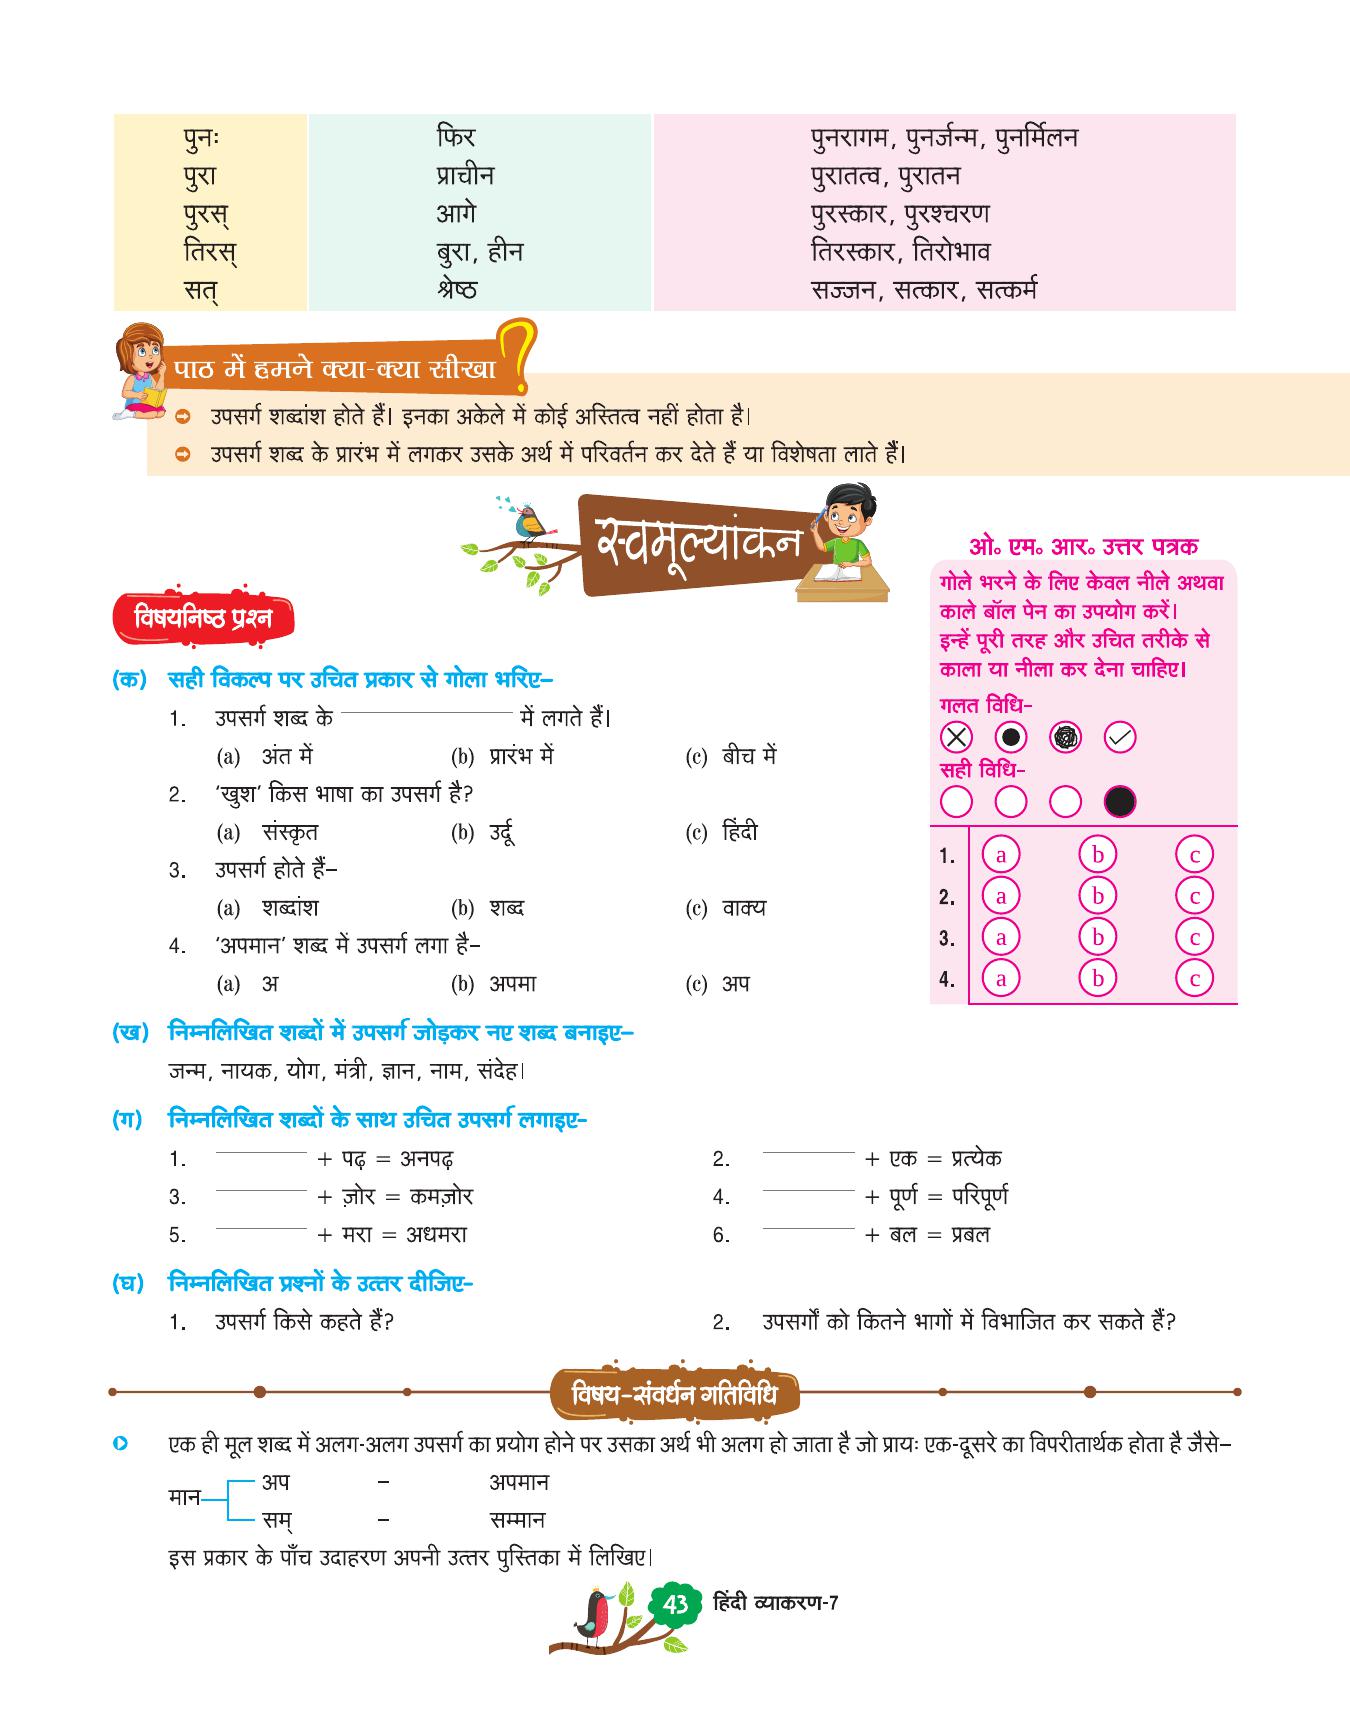 पुनः फिर पुनरागम, पुनर्जन्म, पुनर्मिलन
पुरा प्राचीन पुरातत्व, पुरातन
पुरस् आगे पुरस्कार, पुरश्चरण
तिरस् बुरा, हीन तिरस्कार, तिरोभाव
सत् श्रेष्ठ सज्जन, सत्कार, सत्कर्म
पाठ में हमने क्या-क्या सीखा ?
उपसर्ग शब्दांश होते हैं। इनका अकेले में कोई अस्तित्व नहीं होता है।
उपसर्ग शब्द के प्रारंभ में लगकर उसके अर्थ में परिवर्तन कर देते हैं या विशेषता लाते हैं।
स्वमूल्यांकन
विषयनिष्ठ प्रश्न
(क) सही विकल्प पर उचित प्रकार से गोला भरिए–
1. उपसर्ग शब्द के ____________ में लगते हैं।
(a) अंत में (b) प्रारंभ में (c) बीच में
2. ‘खुश’ किस भाषा का उपसर्ग है?
(a) संस्कृत (b) उर्दू (c) हिंदी
3. उपसर्ग होते हैं–
(a) शब्दांश (b) शब्द (c) वाक्य
4. ‘अपमान’ शब्द में उपसर्ग लगा है–
(a) अ (b) अपमा (c) अप
ओ॰ एम॰ आर॰ उत्तर पत्रक
गोले भरने के लिए केवल नीले अथवा
काले बॉल पेन का उपयोग करें।
इन्हें पूरी तरह और उचित तरीके से
काला या नीला कर देना चाहिए।
गलत विधि–
सही विधि–
1. a b c
2. a b c
3. a b c
4. a b c
(ख) निम्नलिखित शब्दों में उपसर्ग जोड़कर नए शब्द बनाइए–
जन्म, नायक, योग, मंत्री, ज्ञान, नाम, संदेह।
(ग) निम्नलिखित शब्दों के साथ उचित उपसर्ग लगाइए–
1. ______ + पढ़ = अनपढ़ 2. ______ + एक = प्रत्येक
3. ______ + ज़ोर = कमज़ोर 4. ______ + पूर्ण = परिपूर्ण
5. ______ + मरा = अधमरा 6. ______ + बल = प्रबल
(घ) निम्नलिखित प्रश्नों के उत्तर दीजिए–
1. उपसर्ग किसे कहते हैं? 2. उपसर्गों को कितने भागों में विभाजित कर सकते हैं?
विषय–संवर्धन गतिविधि
एक ही मूल शब्द में अलग-अलग उपसर्ग का प्रयोग होने पर उसका अर्थ भी अलग हो जाता है जो प्रायः एक-दूसरे का विपरीतार्थक होता है जैसे–
अप – अपमान
मान
सम् – सम्मान
इस प्रकार के पाँच उदाहरण अपनी उत्तर पुस्तिका में लिखिए।
43 हिंदी व्याकरण-7